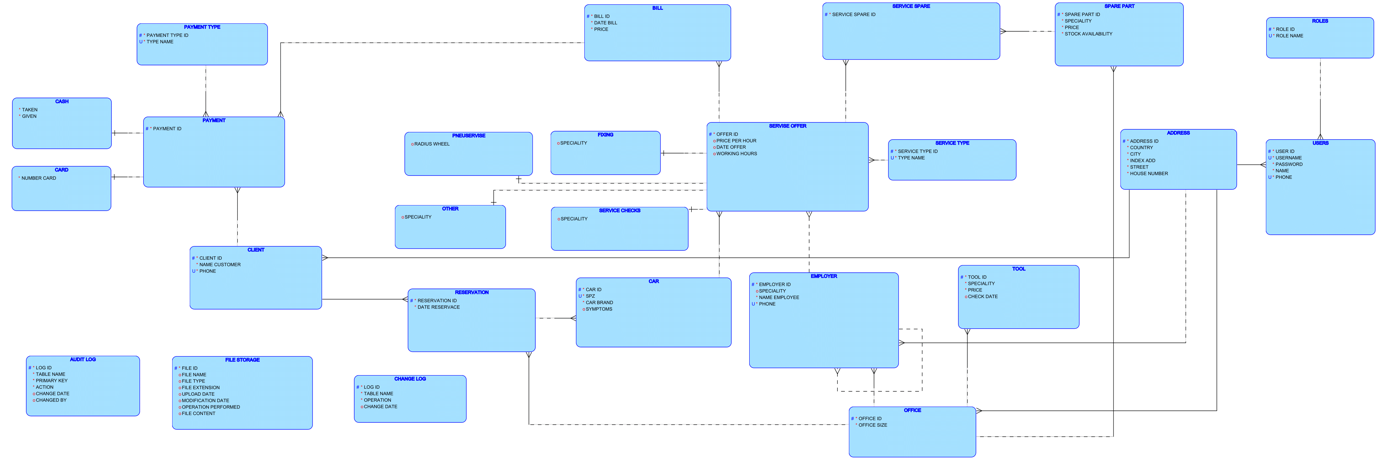 BILL
# * BILL ID
* DATE BILL
* PRICE
SERVICE SPARE
# * SERVICE SPARE ID
SPARE PART
# * SPARE PART ID
* SPECIALITY
* PRICE
* STOCK AVAILABILITY
ROLES
# * ROLE ID
U * ROLE NAME
PAYMENT TYPE
# * PAYMENT TYPE ID
U * TYPE NAME
CASH
* TAKEN
* GIVEN
PAYMENT
# * PAYMENT ID
PNEUSERVISE
o RADIUS WHEEL
FIXING
o SPECIALITY
SERVISE OFFER
# * OFFER ID
o PRICE PER HOUR
o DATE OFFER
o WORKING HOURS
SERVICE TYPE
# * SERVICE TYPE ID
U * TYPE NAME
ADDRESS
# * ADDRESS ID
* COUNTRY
* CITY
* INDEX ADD
* STREET
* HOUSE NUMBER
USERS
# * USER ID
U * USERNAME
* PASSWORD
* NAME
U * PHONE
CARD
* NUMBER CARD
OTHER
o SPECIALITY
SERVICE CHECKS
o SPECIALITY
CLIENT
# * CLIENT ID
* NAME CUSTOMER
U * PHONE
RESERVATION
# * RESERVATION ID
* DATE RESERVACE
CAR
# * CAR ID
U * SPZ
* CAR BRAND
o SYMPTOMS
EMPLOYER
# * EMPLOYER ID
o SPECIALITY
* NAME EMPLOYEE
U * PHONE
TOOL
# * TOOL ID
* SPECIALITY
* PRICE
o CHECK DATE
AUDIT LOG
# * LOG ID
* TABLE NAME
* PRIMARY KEY
* ACTION
o CHANGE DATE
o CHANGED BY
FILE STORAGE
# * FILE ID
o FILE NAME
o FILE TYPE
o FILE EXTENSION
o UPLOAD DATE
o MODIFICATION DATE
o OPERATION PERFORMED
o FILE CONTENT
CHANGE LOG
# * LOG ID
* TABLE NAME
* OPERATION
o CHANGE DATE
OFFICE
# * OFFICE ID
* OFFICE SIZE